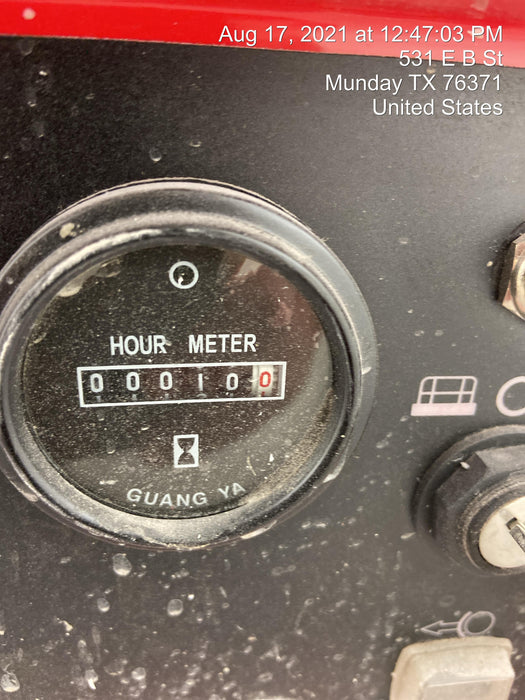 Aug 17, 2021 at 12:47:03 PM
531 E B St
Munday TX 76371
United States
HOUR METER
000100
GUANG YA